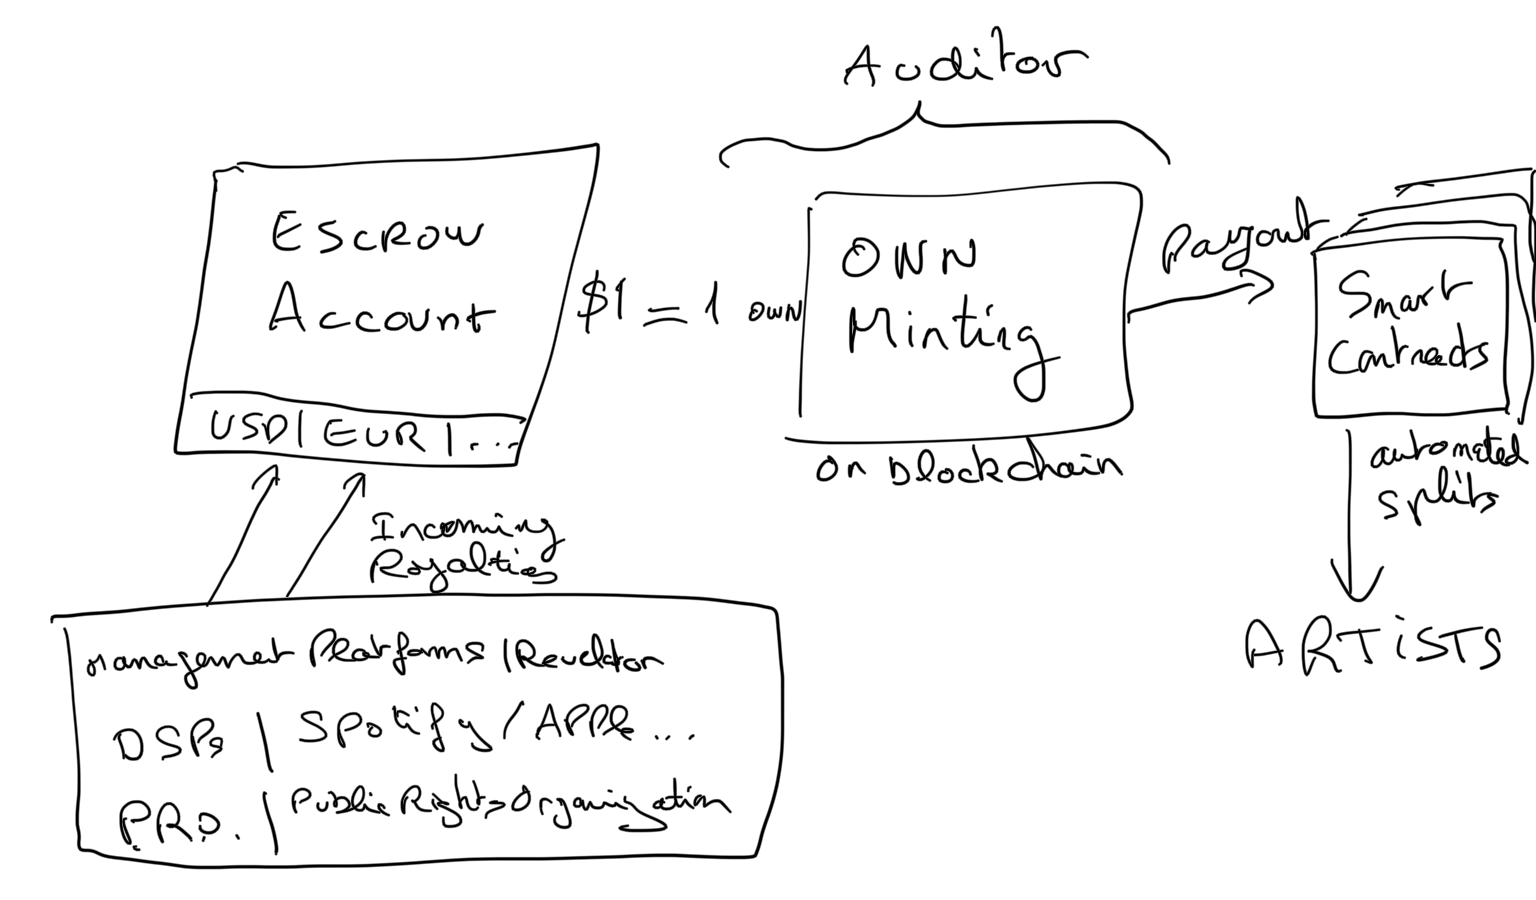 Auditor
Escrow
Account
USD | EUR | ...
$1 = 1 OWN
OWN
Minting
on blockchain
Payout
Smart
Contracts
automated
splits
ARTiSTS
Incoming
Royalties
Management Platforms / Revelator
DSPs | Spotify / APPle ...
P.R.O. | Public Rights Organization